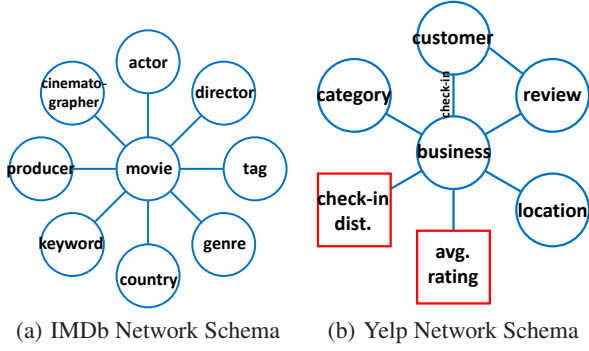 actor
cinemato-
grapher
director
producer
movie
tag
keyword
genre
country
(a) IMDb Network Schema
customer
check-in
category
review
business
check-in
dist.
location
avg.
rating
(b) Yelp Network Schema